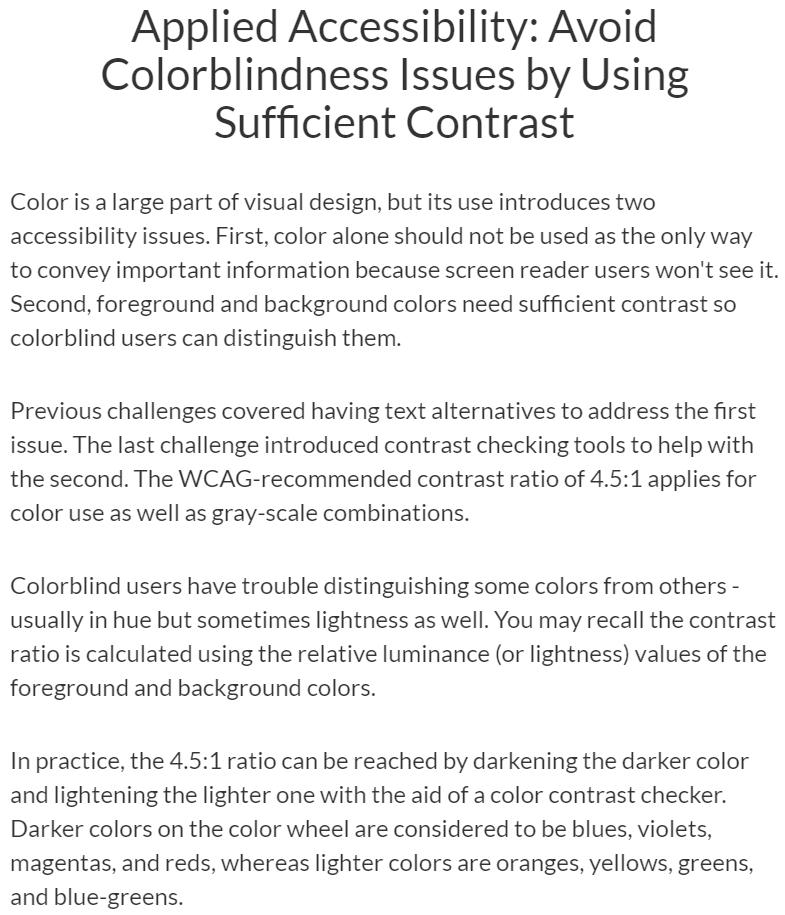 Applied Accessibility: Avoid
Colorblindness Issues by Using
Sufficient Contrast
Color is a large part of visual design, but its use introduces two
accessibility issues. First, color alone should not be used as the only way
to convey important information because screen reader users won't see it.
Second, foreground and background colors need sufficient contrast so
colorblind users can distinguish them.
Previous challenges covered having text alternatives to address the first
issue. The last challenge introduced contrast checking tools to help with
the second. The WCAG-recommended contrast ratio of 4.5:1 applies for
color use as well as gray-scale combinations.
Colorblind users have trouble distinguishing some colors from others -
usually in hue but sometimes lightness as well. You may recall the contrast
ratio is calculated using the relative luminance (or lightness) values of the
foreground and background colors.
In practice, the 4.5:1 ratio can be reached by darkening the darker color
and lightening the lighter one with the aid of a color contrast checker.
Darker colors on the color wheel are considered to be blues, violets,
magentas, and reds, whereas lighter colors are oranges, yellows, greens,
and blue-greens.